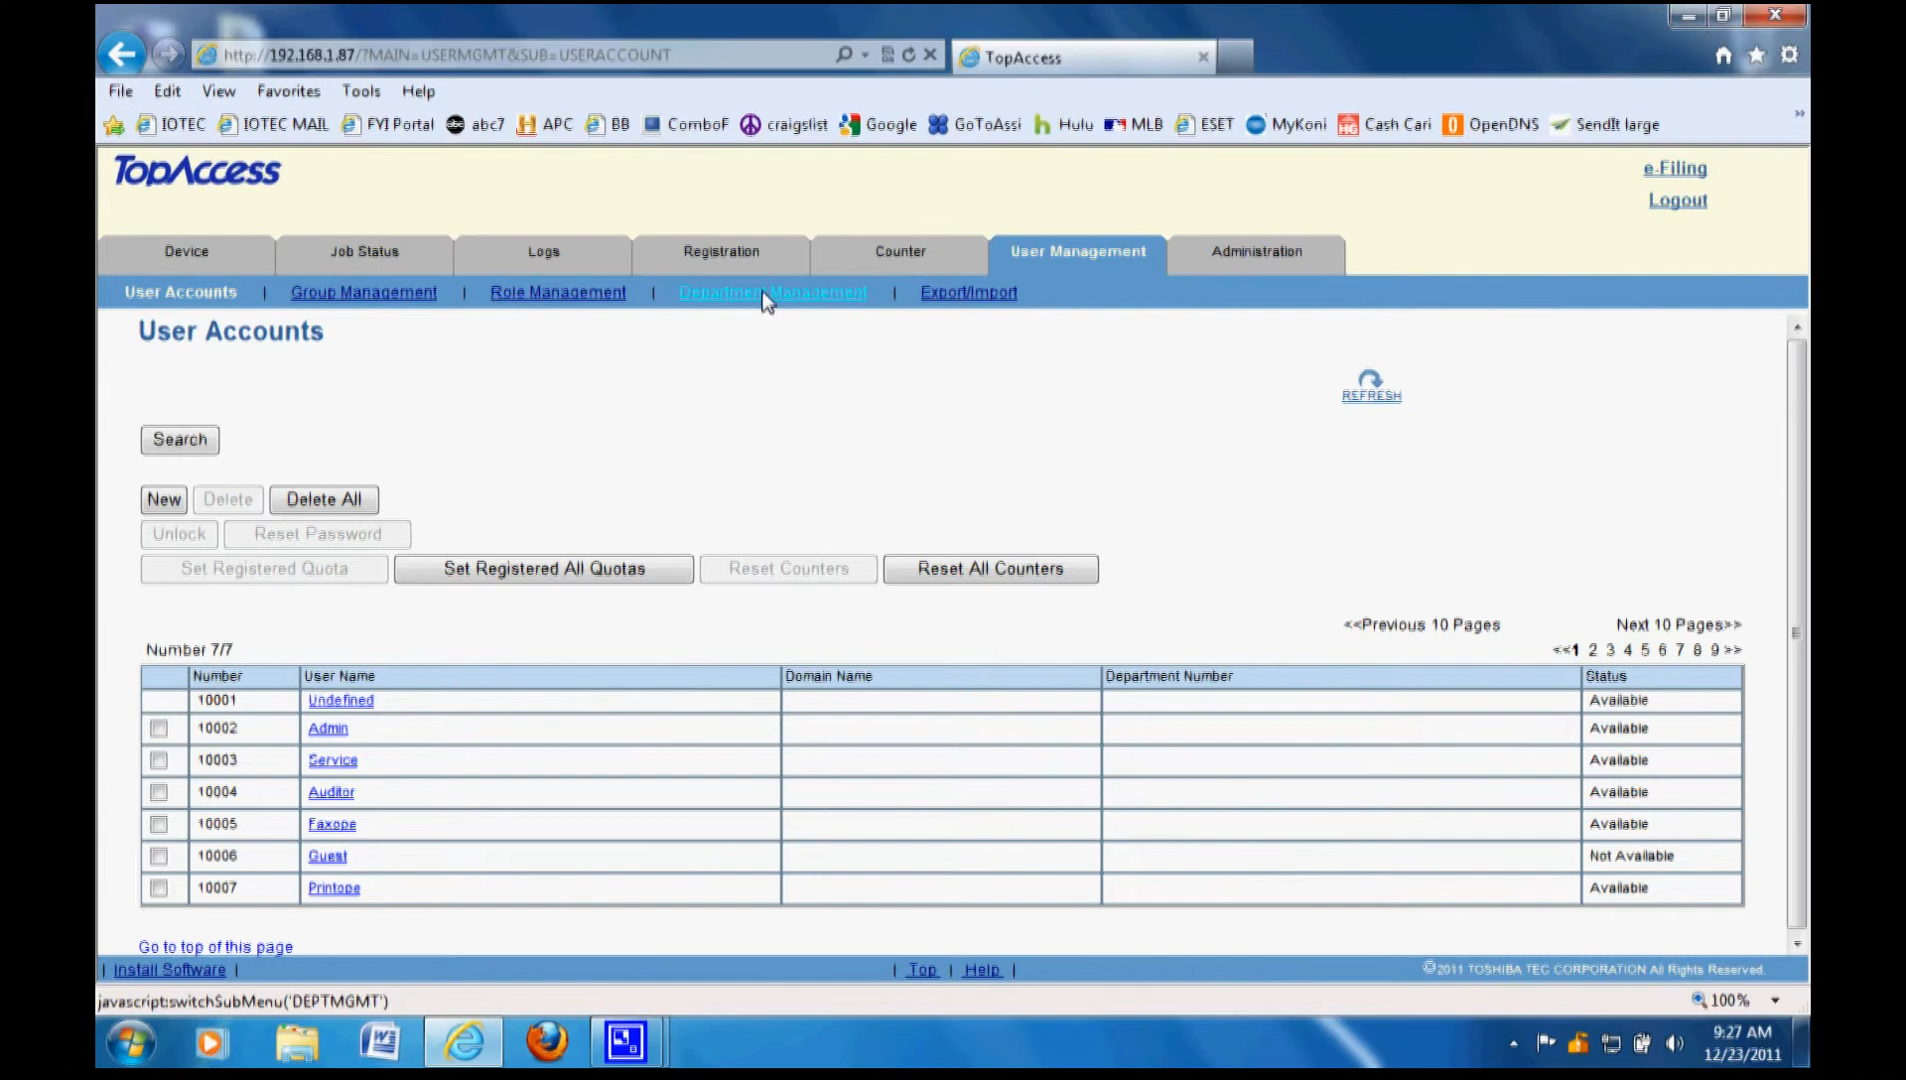 http://192.168.1.87/?MAIN=USERMGMT&SUB=USERACCOUNT
TopAccess
File Edit View Favorites Tools Help
IOTEC IOTEC MAIL FYI Portal abc7 APC BB ComboF craigslist Google GoToAssi Hulu MLB ESET MyKoni Cash Cari OpenDNS SendIt large
TopAccess
e-Filing
Logout
Device Job Status Logs Registration Counter User Management Administration
User Accounts | Group Management | Role Management | Department Management | Export/Import
User Accounts
REFRESH
Search
New Delete Delete All
Unlock Reset Password
Set Registered Quota Set Registered All Quotas Reset Counters Reset All Counters
<<Previous 10 Pages Next 10 Pages>>
Number 7/7 <<1 2 3 4 5 6 7 8 9 >>
Number User Name Domain Name Department Number Status
10001 Undefined Available
10002 Admin Available
10003 Service Available
10004 Auditor Available
10005 Faxope Available
10006 Guest Not Available
10007 Printope Available
Go to top of this page
| Install Software | | Top | Help | ©2011 TOSHIBA TEC CORPORATION All Rights Reserved.
javascript:switchSubMenu('DEPTMGMT') 100%
9:27 AM
12/23/2011